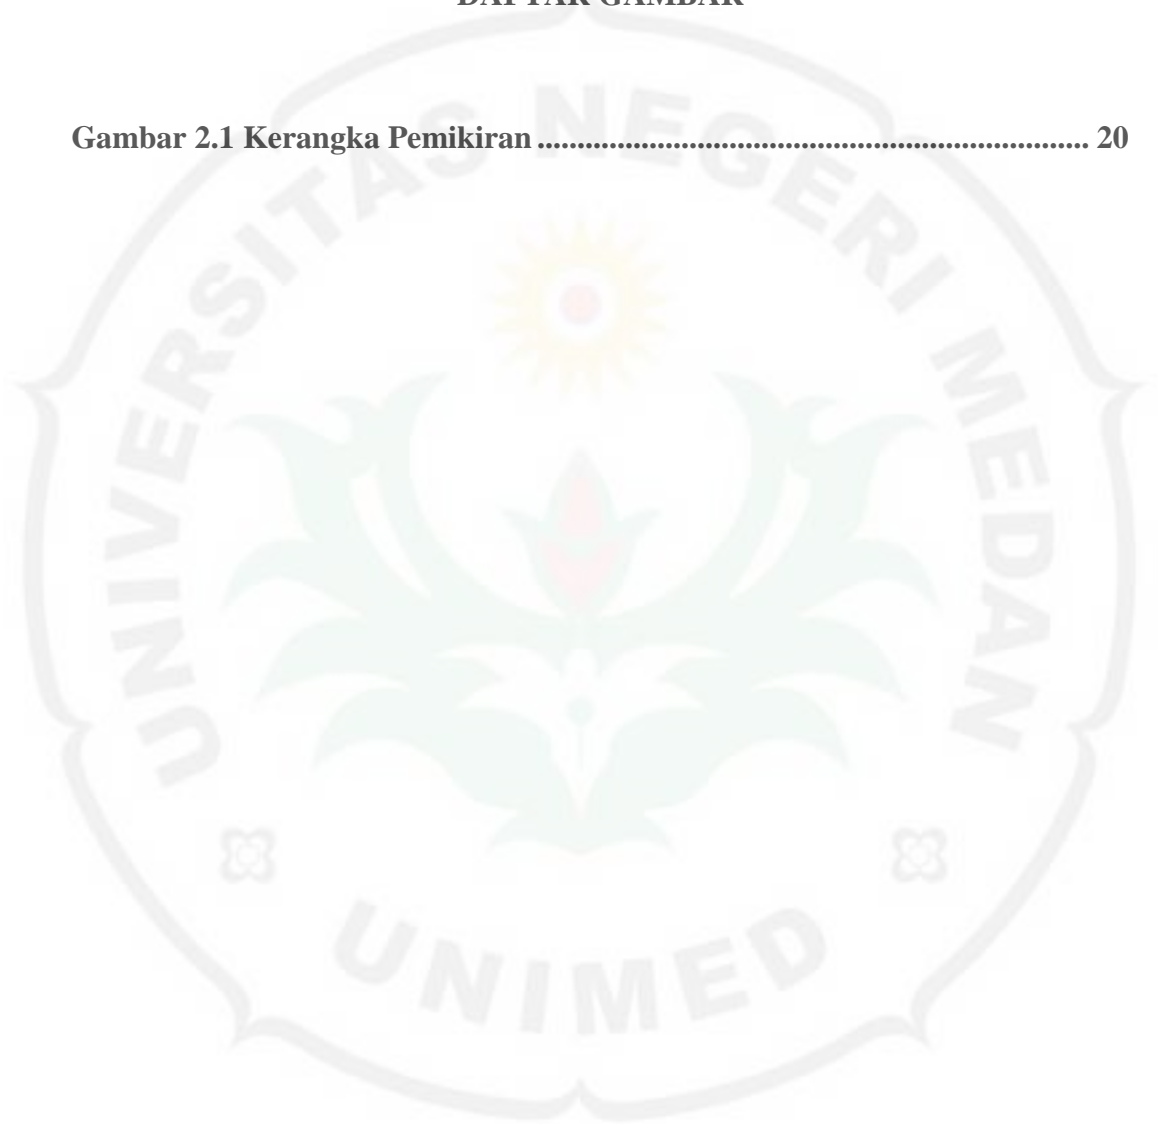 DAFTAR GAMBAR
Gambar 2.1 Kerangka Pemikiran ........................................................................ 20
UNIVERSITAS NEGERI MEDAN
UNIMED